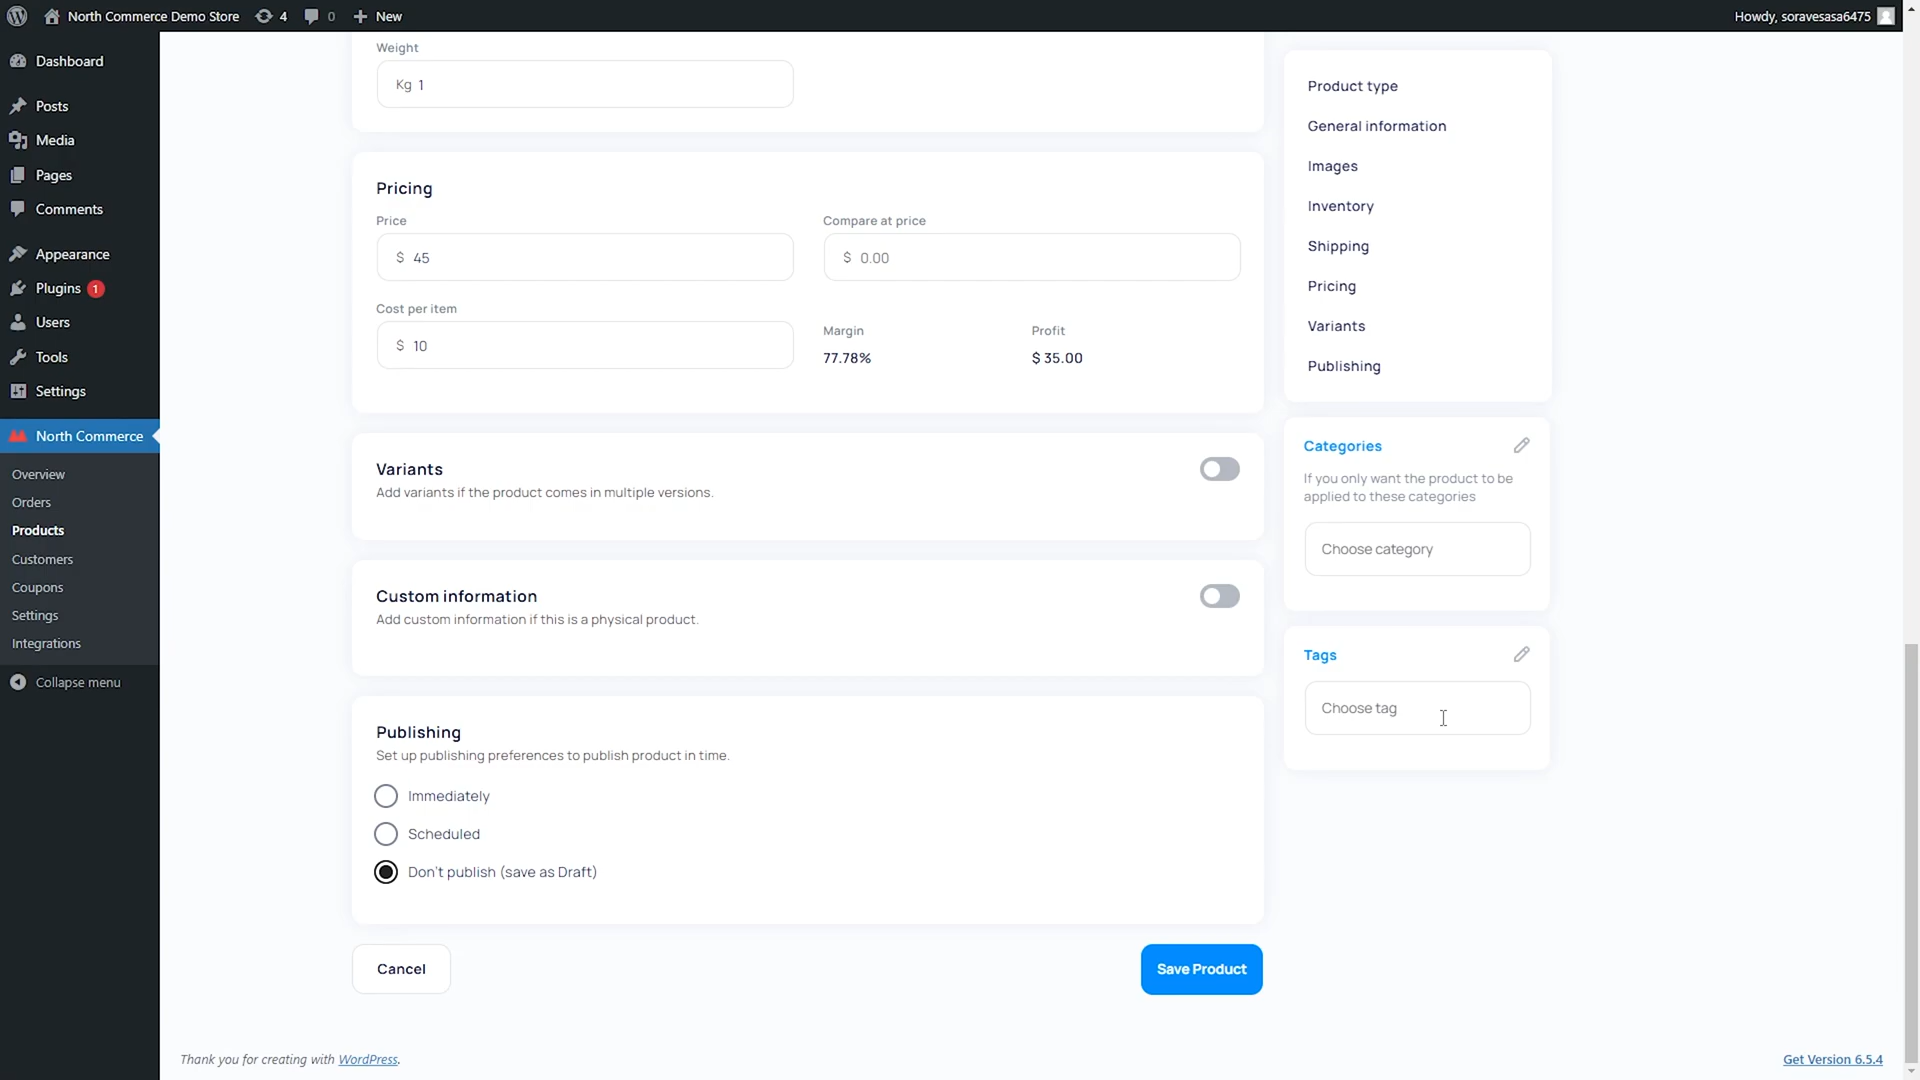 North Commerce Demo Store
4
0
New
Howdy, soravesasa6475
Dashboard
Posts
Media
Pages
Comments
Appearance
Plugins 1
Users
Tools
Settings
North Commerce
Overview
Orders
Products
Customers
Coupons
Settings
Integrations
Collapse menu
Weight
Kg 1
Pricing
Price
$ 45
Compare at price
$ 0.00
Cost per item
$ 10
Margin
77.78%
Profit
$ 35.00
Variants
Add variants if the product comes in multiple versions.
Custom information
Add custom information if this is a physical product.
Publishing
Set up publishing preferences to publish product in time.
Immediately
Scheduled
Don't publish (save as Draft)
Cancel
Save Product
Product type
General information
Images
Inventory
Shipping
Pricing
Variants
Publishing
Categories
If you only want the product to be
applied to these categories
Choose category
Tags
Choose tag
Thank you for creating with WordPress.
Get Version 6.5.4